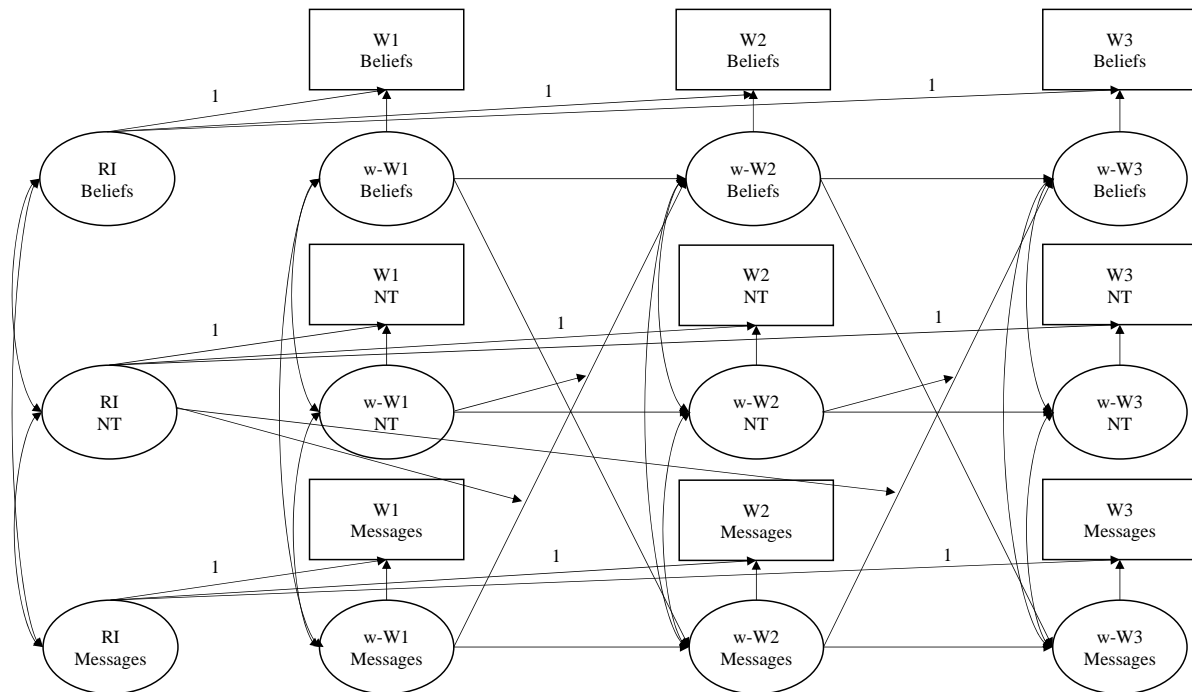 W1
Beliefs
W2
Beliefs
W3
Beliefs
1
1
1
RI
Beliefs
w-W1
Beliefs
w-W2
Beliefs
w-W3
Beliefs
W1
NT
W2
NT
W3
NT
1
1
1
RI
NT
w-W1
NT
w-W2
NT
w-W3
NT
W1
Messages
W2
Messages
W3
Messages
1
1
1
RI
Messages
w-W1
Messages
w-W2
Messages
w-W3
Messages